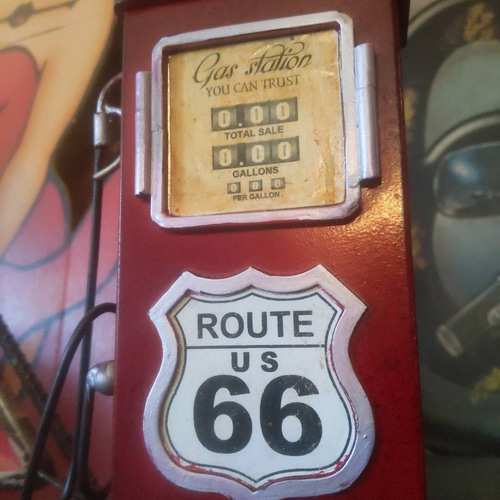 Gas station
YOU CAN TRUST
0.00
TOTAL SALE
0.00
GALLONS
000
PER GALLON
ROUTE
US
66